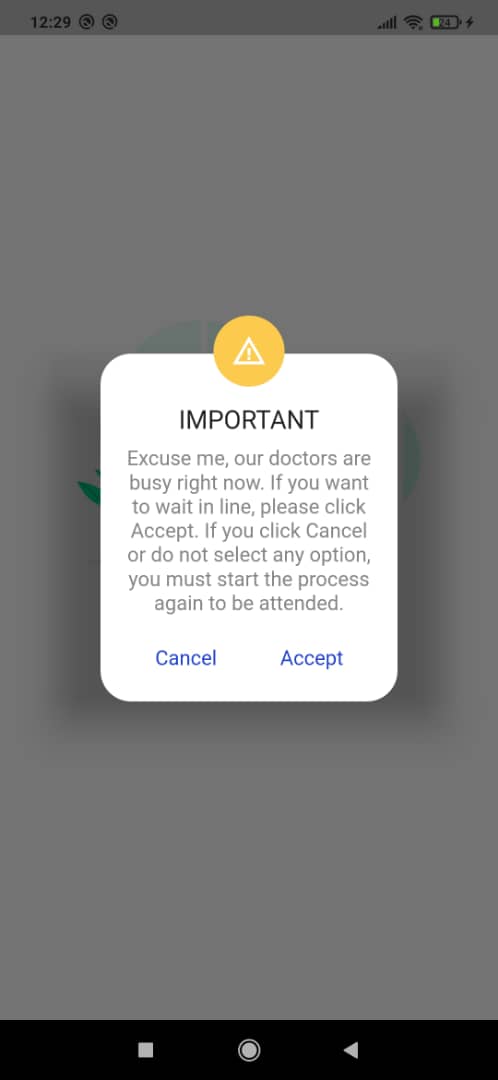 12:29
24
IMPORTANT
Excuse me, our doctors are
busy right now. If you want
to wait in line, please click
Accept. If you click Cancel
or do not select any option,
you must start the process
again to be attended.
Cancel Accept